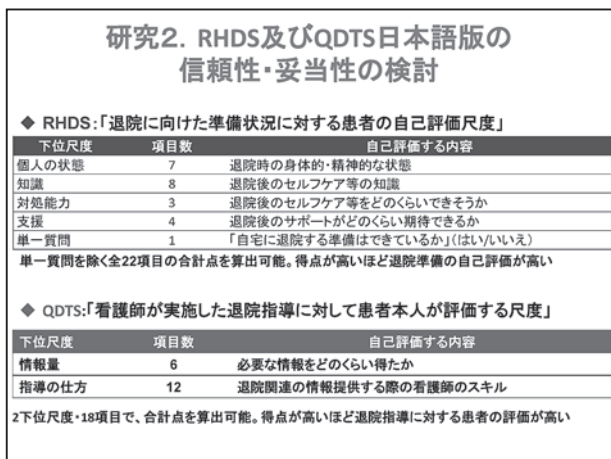 研究2. RHDS及びQDTS日本語版の
信頼性・妥当性の検討
◆ RHDS:「退院に向けた準備状況に対する患者の自己評価尺度」
下位尺度 項目数 自己評価する内容
個人の状態 7 退院時の身体的・精神的な状態
知識 8 退院後のセルフケア等の知識
対処能力 3 退院後のセルフケア等をどのくらいできそうか
支援 4 退院後のサポートがどのくらい期待できるか
単一質問 1 「自宅に退院する準備はできているか」(はい/いいえ)
単一質問を除く全22項目の合計点を算出可能。得点が高いほど退院準備の自己評価が高い
◆ QDTS:「看護師が実施した退院指導に対して患者本人が評価する尺度」
下位尺度 項目数 自己評価する内容
情報量 6 必要な情報をどのくらい得たか
指導の仕方 12 退院関連の情報提供する際の看護師のスキル
2下位尺度・18項目で、合計点を算出可能。得点が高いほど退院指導に対する患者の評価が高い